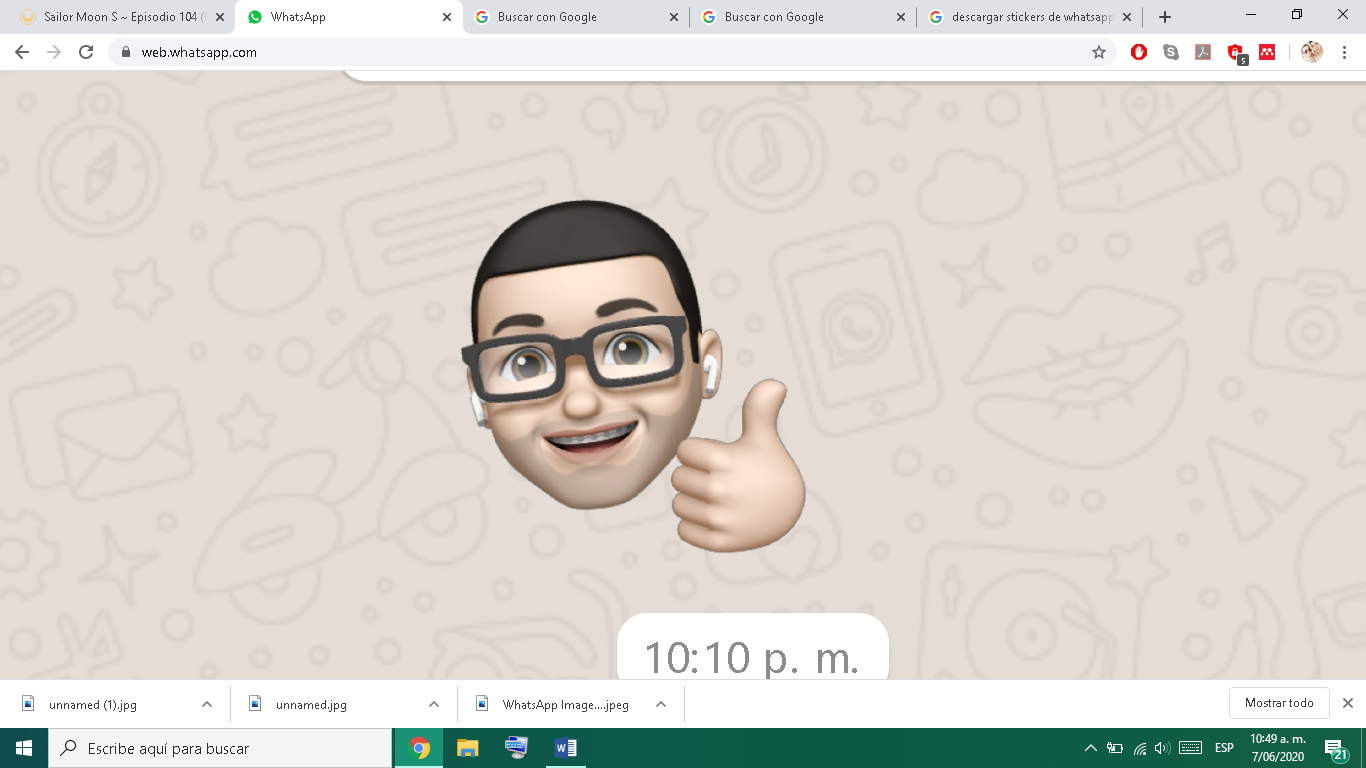 Sailor Moon S ~ Episodio 104 (
WhatsApp
Buscar con Google
Buscar con Google
descargar stickers de whatsapp
web.whatsapp.com
5
10:10 p. m.
unnamed (1).jpg
unnamed.jpg
WhatsApp Image....jpeg
Mostrar todo
Escribe aquí para buscar
W
ESP
10:49 a. m.
7/06/2020
21